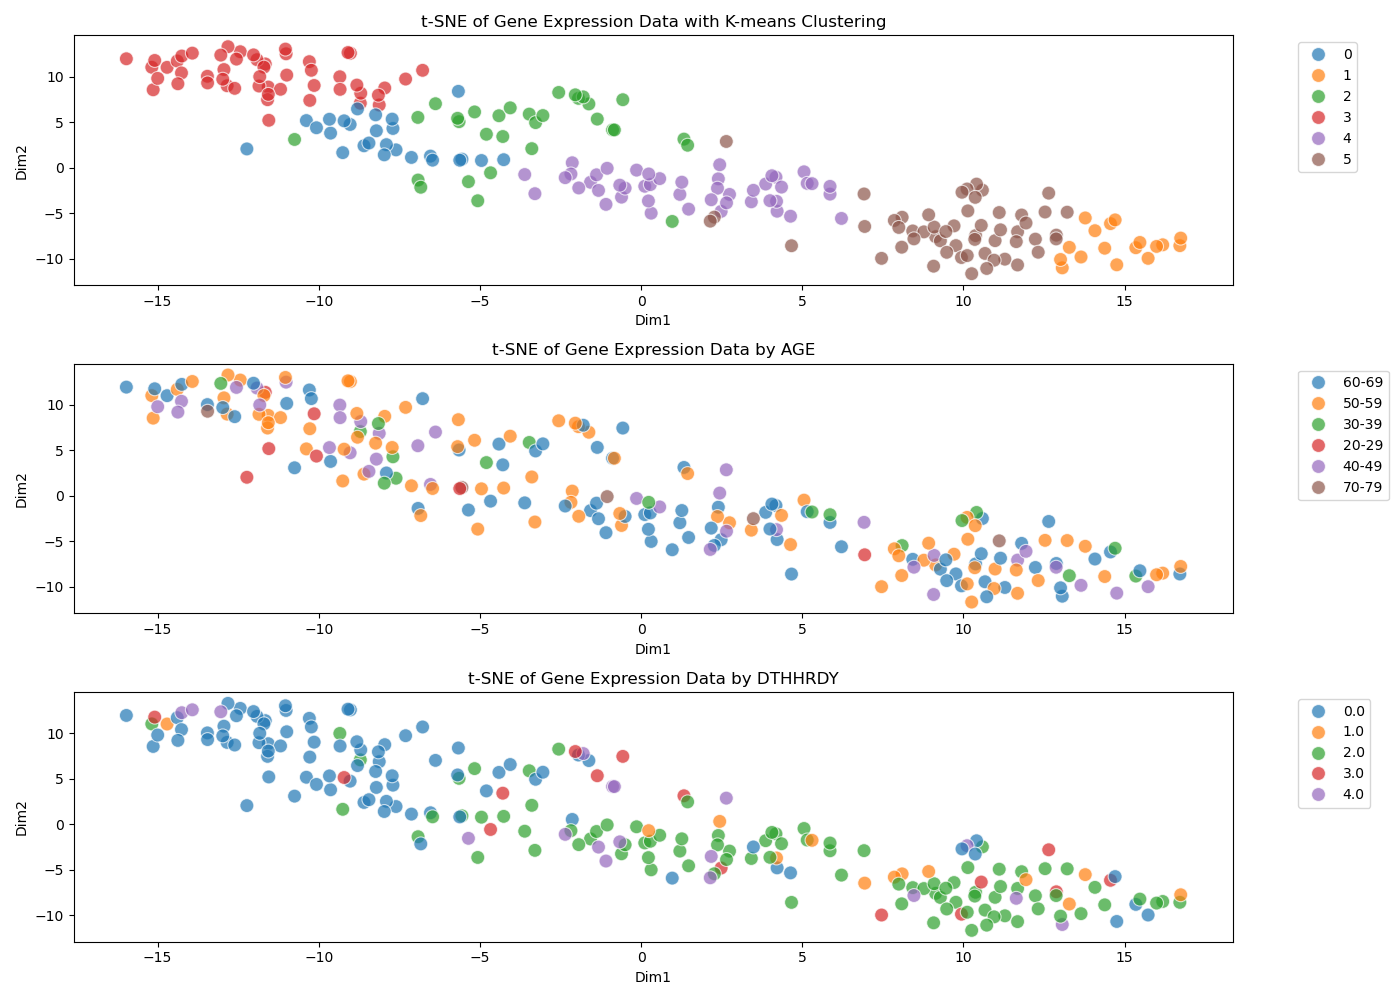 t-SNE of Gene Expression Data with K-means Clustering
10
5
0
−5
−10
Dim2
−15 −10 −5 0 5 10 15
Dim1
0
1
2
3
4
5
t-SNE of Gene Expression Data by AGE
10
5
0
−5
−10
Dim2
−15 −10 −5 0 5 10 15
Dim1
60-69
50-59
30-39
20-29
40-49
70-79
t-SNE of Gene Expression Data by DTHHRDY
10
5
0
−5
−10
Dim2
−15 −10 −5 0 5 10 15
Dim1
0.0
1.0
2.0
3.0
4.0